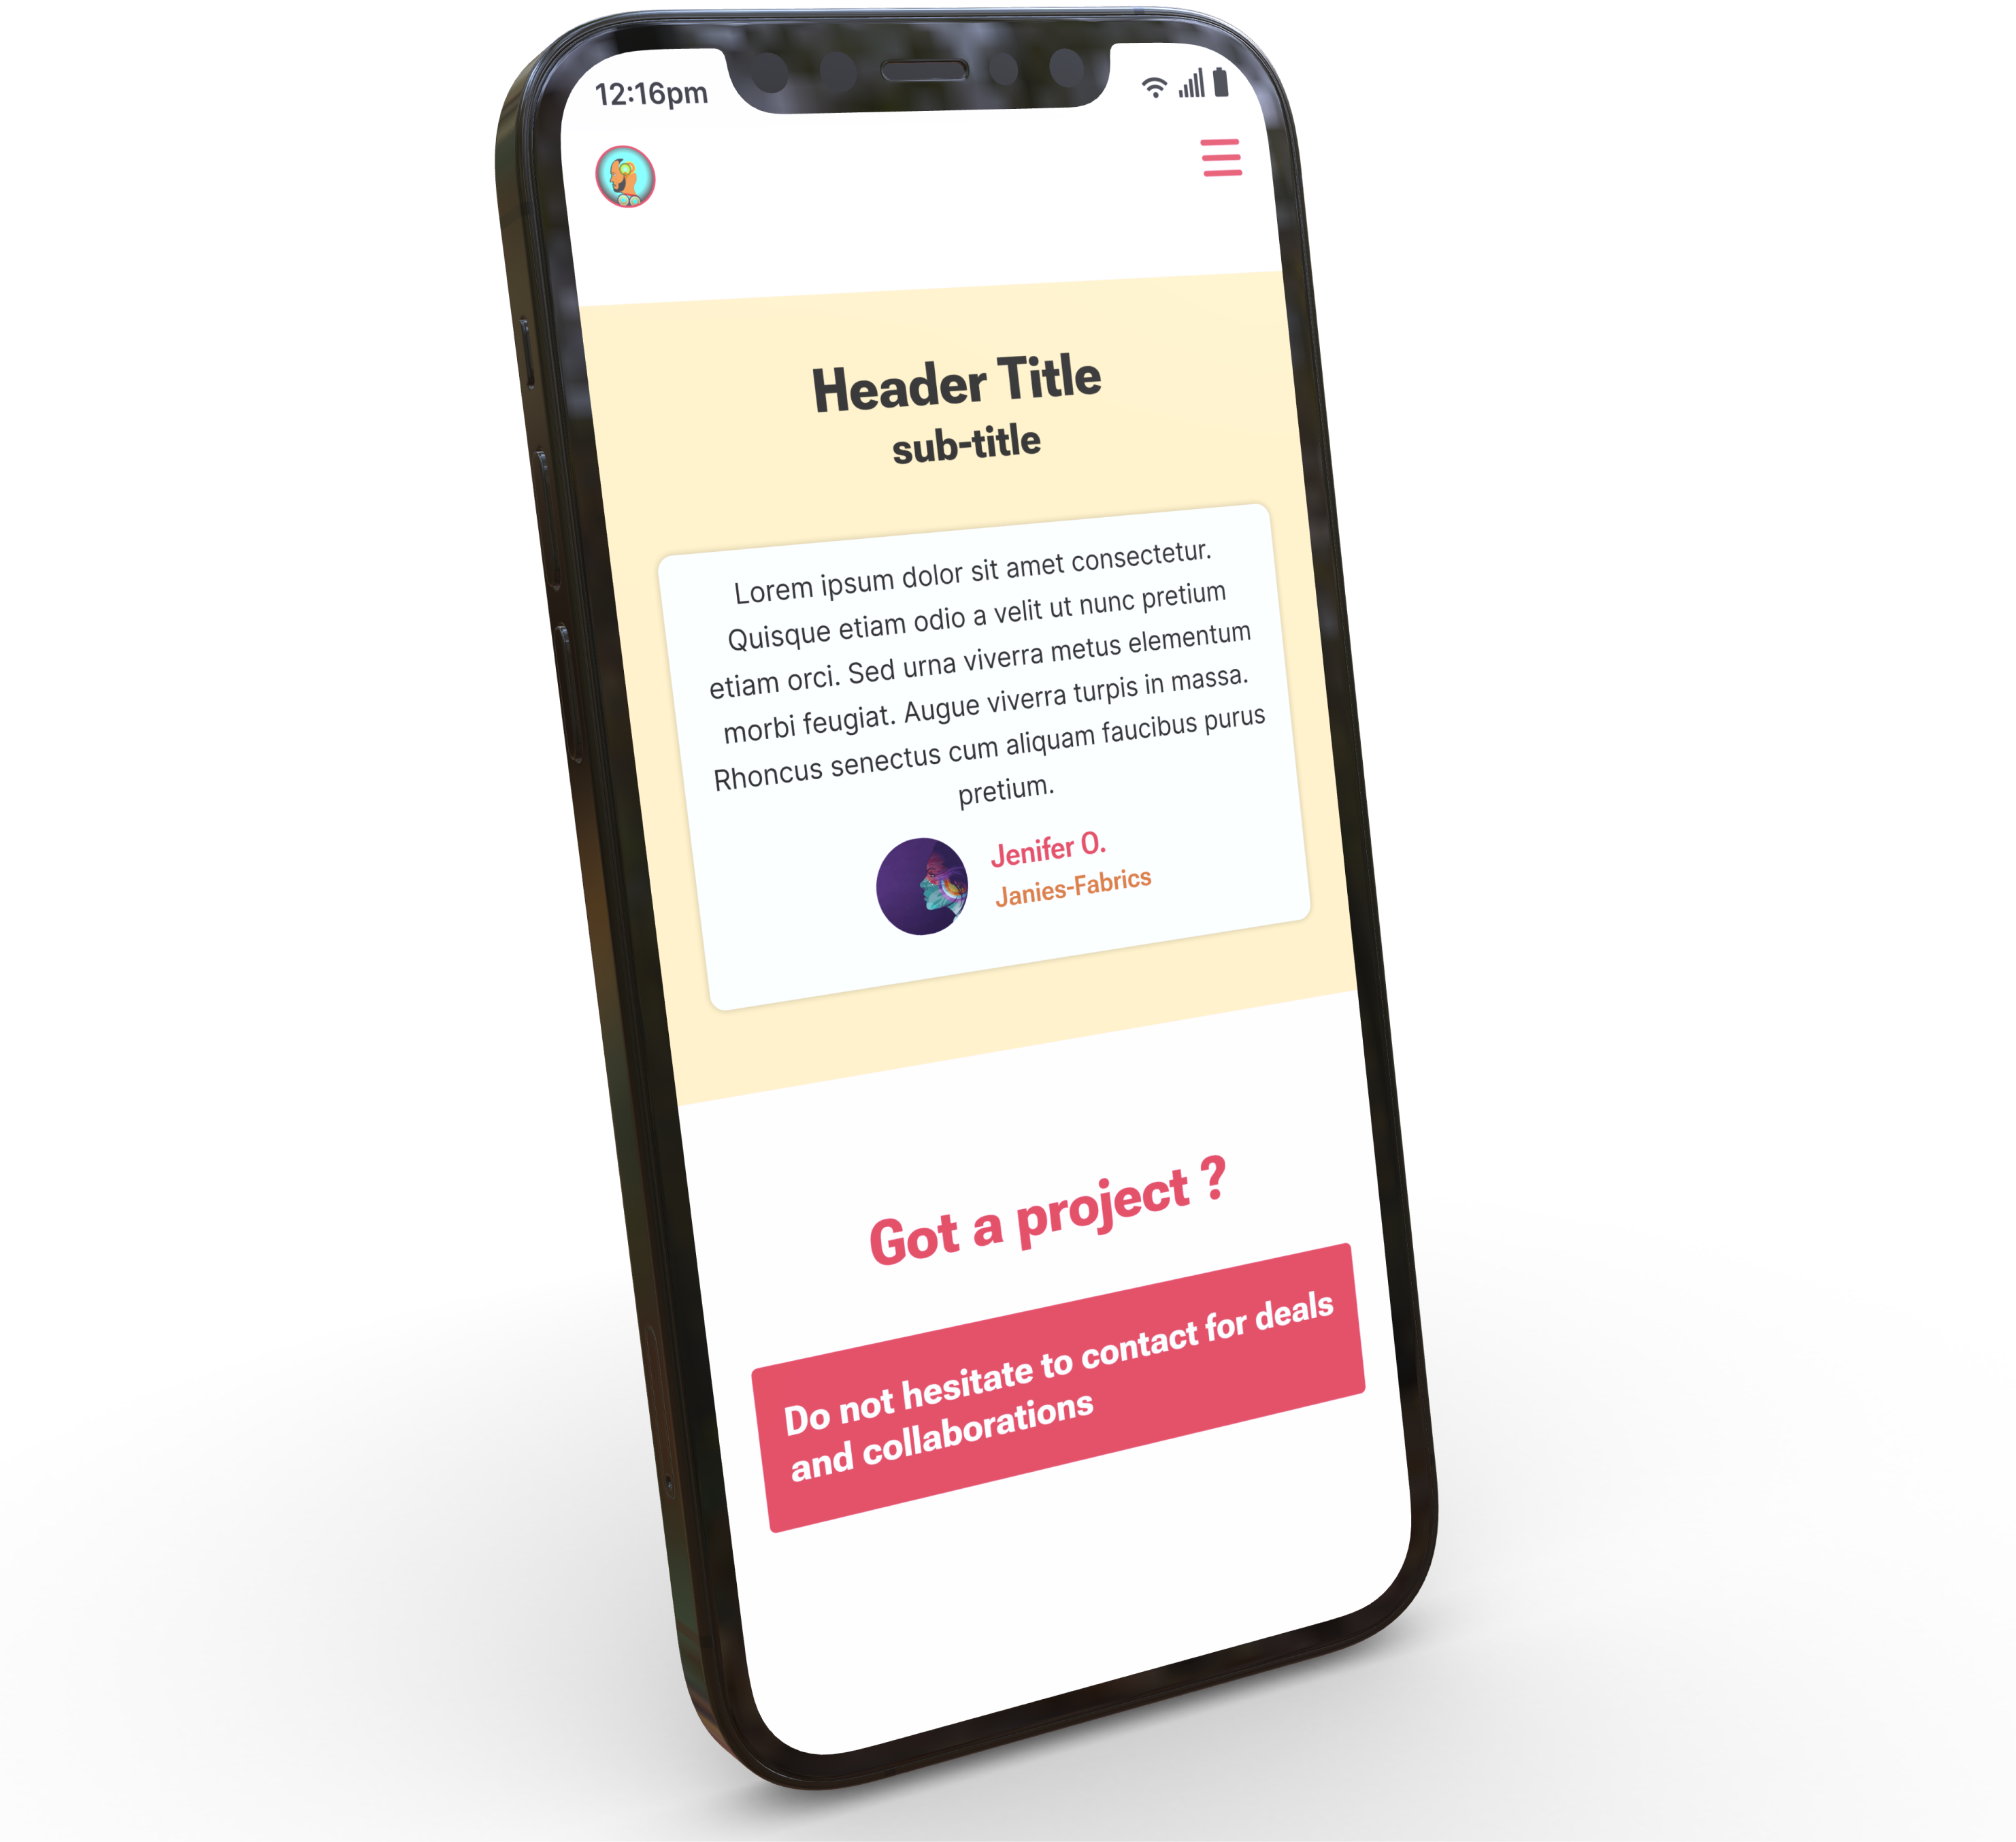 12:16pm
Header Title
sub-title
Lorem ipsum dolor sit amet consectetur.
Quisque etiam odio a velit ut nunc pretium
etiam orci. Sed urna viverra metus elementum
morbi feugiat. Augue viverra turpis in massa.
Rhoncus senectus cum aliquam faucibus purus
pretium.
Jenifer O.
Janies-Fabrics
Got a project ?
Do not hesitate to contact for deals
and collaborations